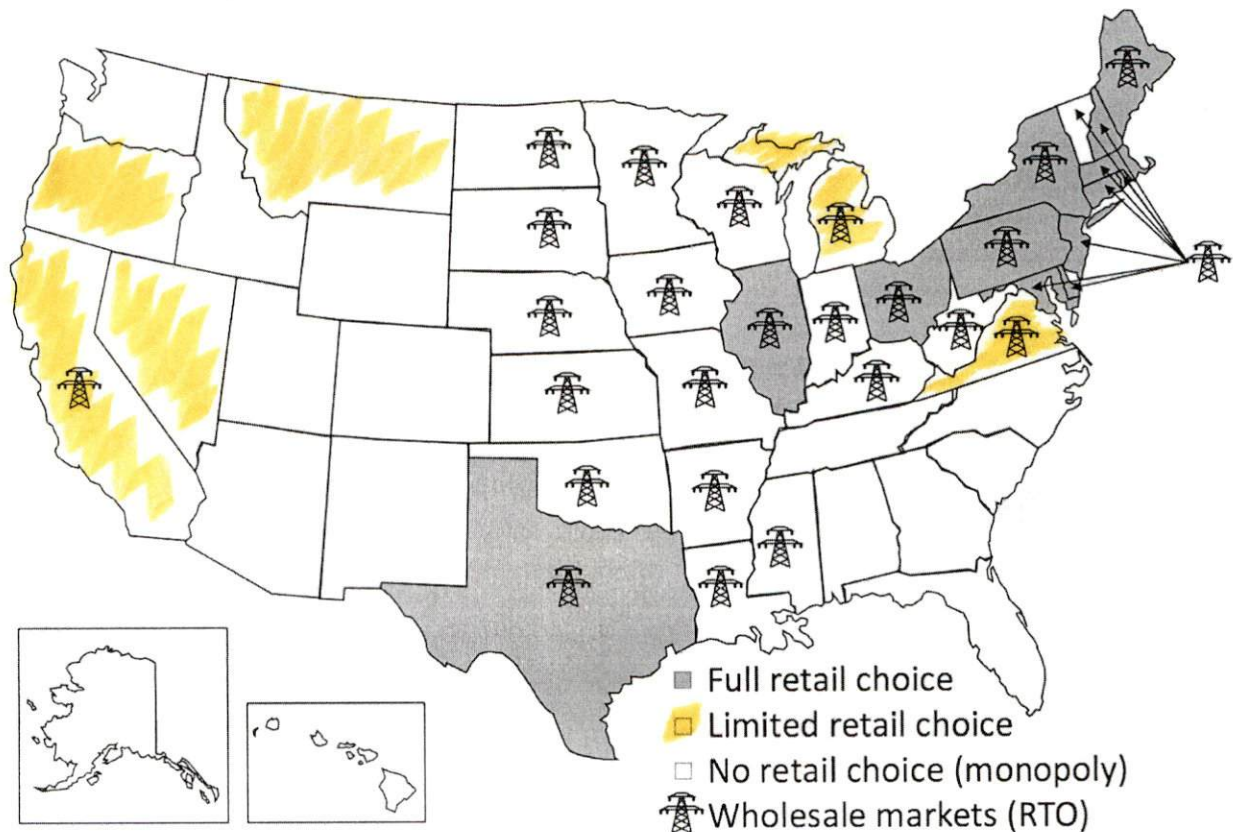 Full retail choice
Limited retail choice
No retail choice (monopoly)
Wholesale markets (RTO)